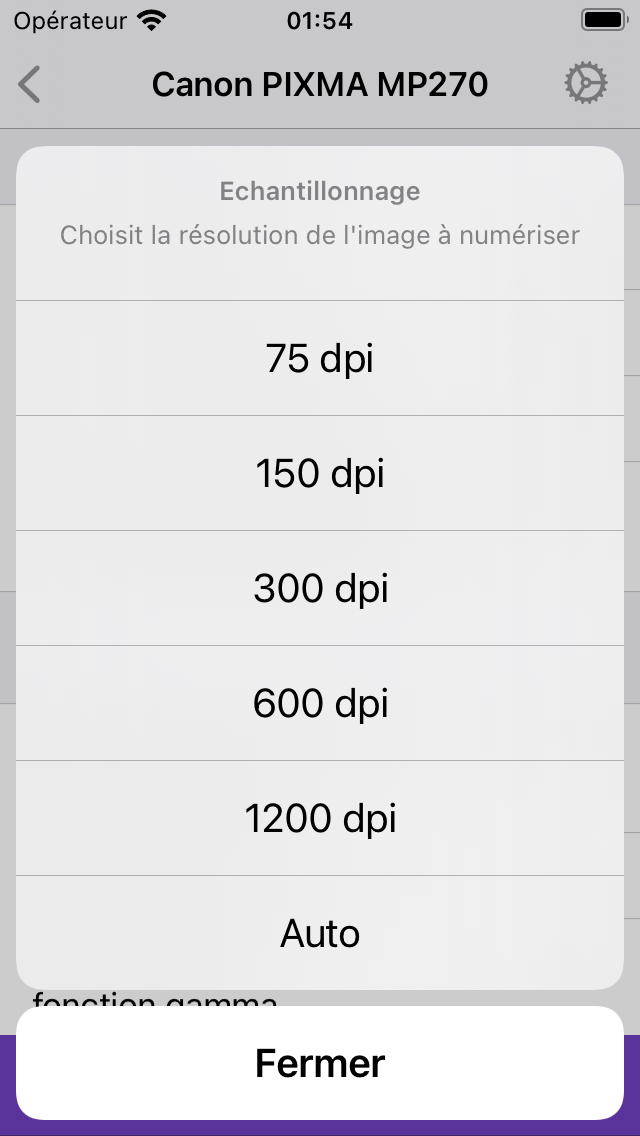 Opérateur 01:54
Canon PIXMA MP270
Echantillonnage
Choisit la résolution de l'image à numériser
75 dpi
150 dpi
300 dpi
600 dpi
1200 dpi
Auto
fonction gamma
Fermer